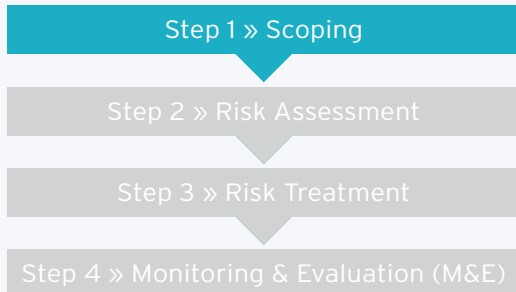 Step 1 » Scoping
Step 2 » Risk Assessment
Step 3 » Risk Treatment
Step 4 » Monitoring & Evaluation (M&E)